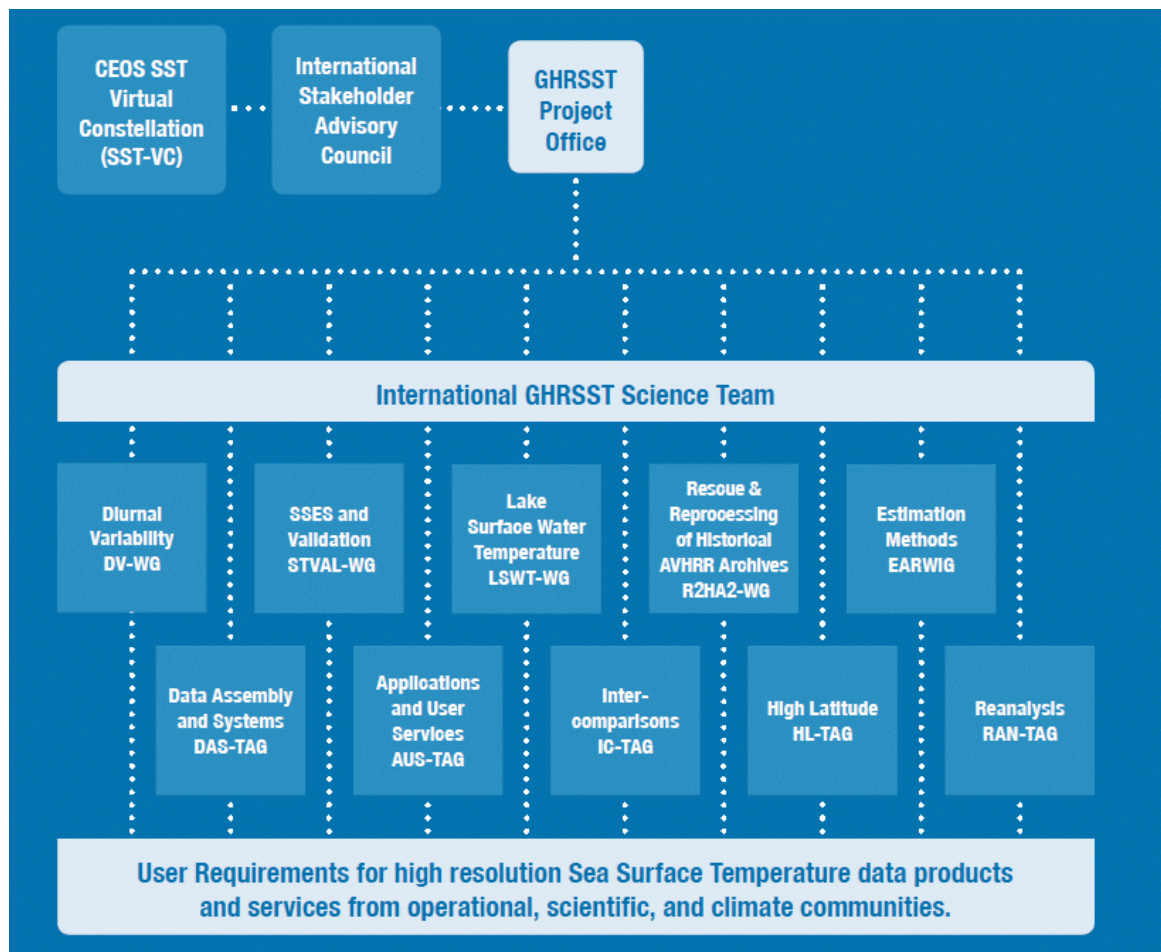 CEOS SST
Virtual
Constellation
(SST-VC)
International
Stakeholder
Advisory
Council
GHRSST
Project
Office
International GHRSST Science Team
Diurnal
Variability
DV-WG
SSES and
Validation
STVAL-WG
Lake
Surface Water
Temperature
LSWT-WG
Rescue &
Reprocessing
of Historical
AVHRR Archives
R2HA2-WG
Estimation
Methods
EARWIG
Data Assembly
and Systems
DAS-TAG
Applications
and User
Services
AUS-TAG
Inter-
comparisons
IC-TAG
High Latitude
HL-TAG
Reanalysis
RAN-TAG
User Requirements for high resolution Sea Surface Temperature data products
and services from operational, scientific, and climate communities.